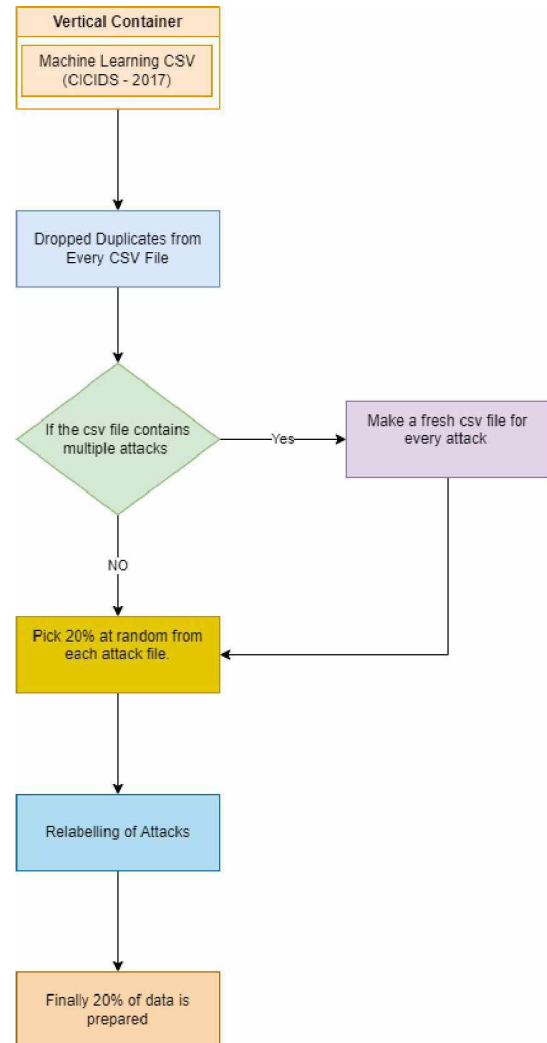 Vertical Container
Machine Learning CSV
(CICIDS - 2017)
Dropped Duplicates from
Every CSV File
If the csv file contains
multiple attacks
Yes
Make a fresh csv file for
every attack
NO
Pick 20% at random from
each attack file.
Relabelling of Attacks
Finally 20% of data is
prepared